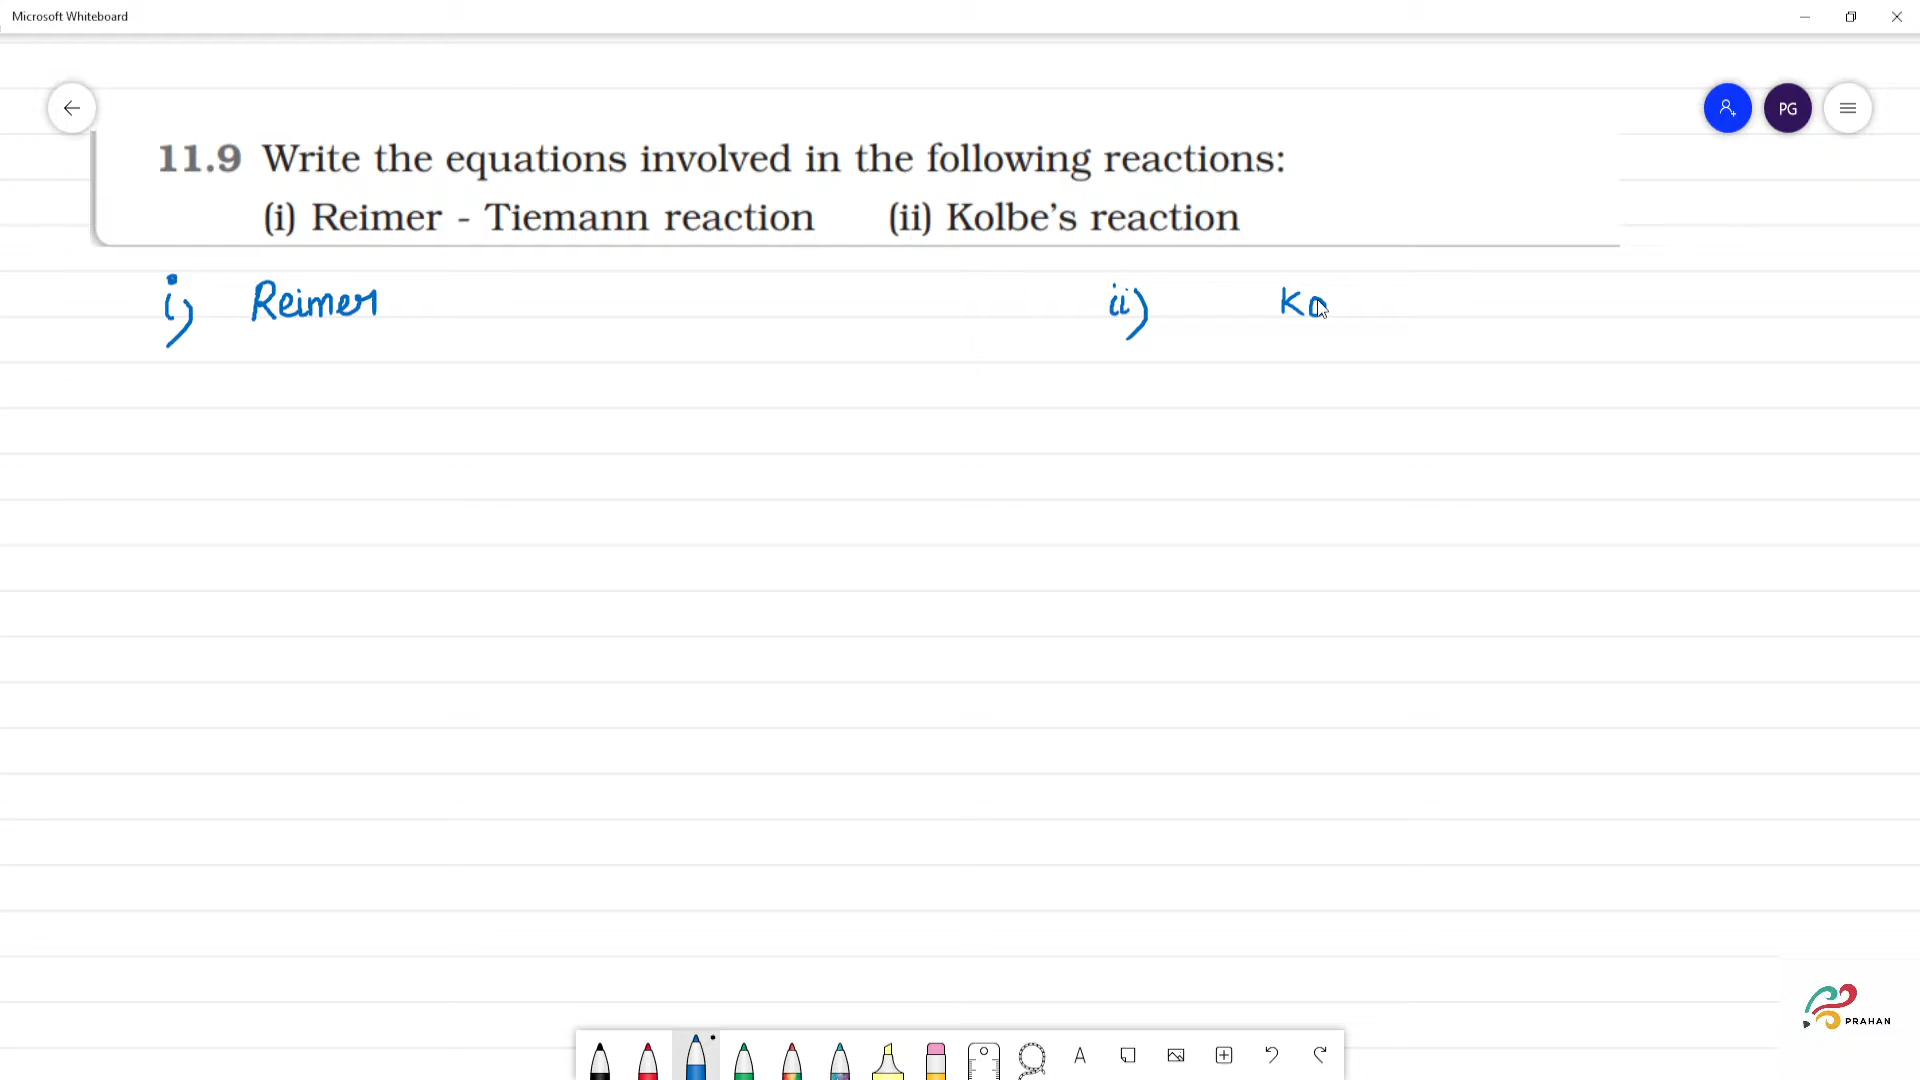 Microsoft Whiteboard
PG
11.9 Write the equations involved in the following reactions:
(i) Reimer - Tiemann reaction (ii) Kolbe's reaction
i) Reimer ii) Ko
A
PRAHAN